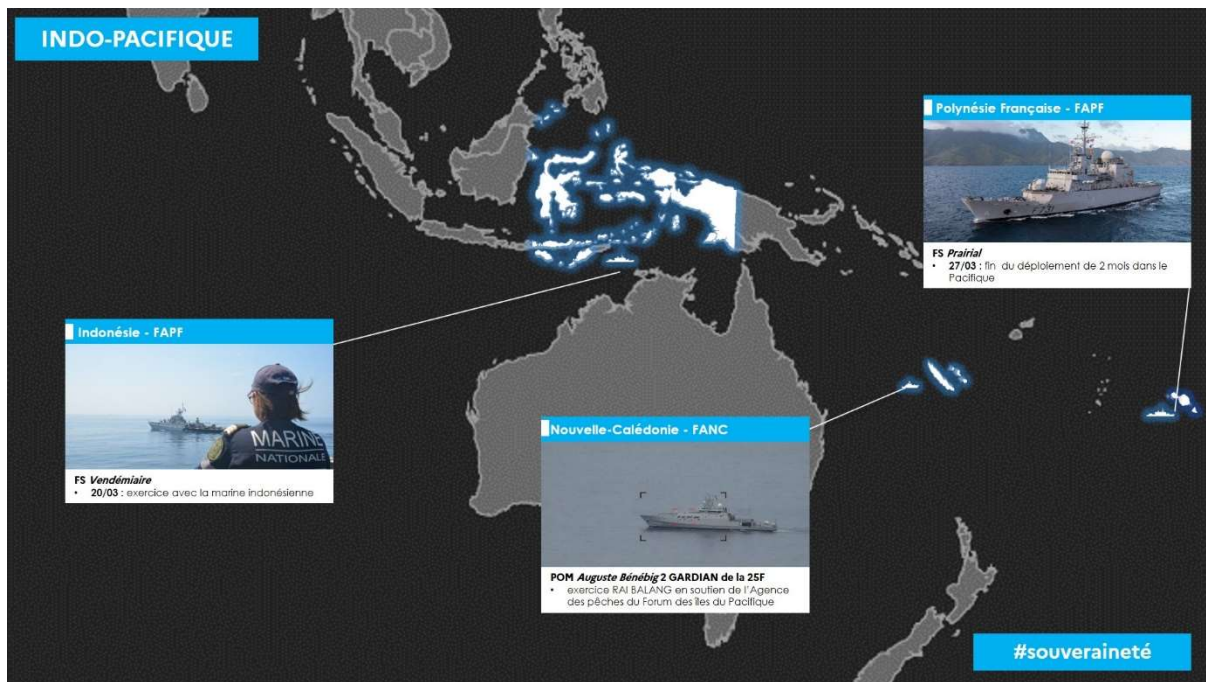 INDO-PACIFIQUE
Polynésie Française - FAPF
FS Prairial
• 27/03 : fin du déploiement de 2 mois dans le
Pacifique
Indonésie - FAPF
MARINE
NATIONALE
FS Vendémiaire
• 20/03 : exercice avec la marine indonésienne
Nouvelle-Calédonie - FANC
POM Auguste Bénébig 2 GARDIAN de la 25F
• exercice RAI BALANG en soutien de l'Agence
des pêches du Forum des îles du Pacifique
#souveraineté